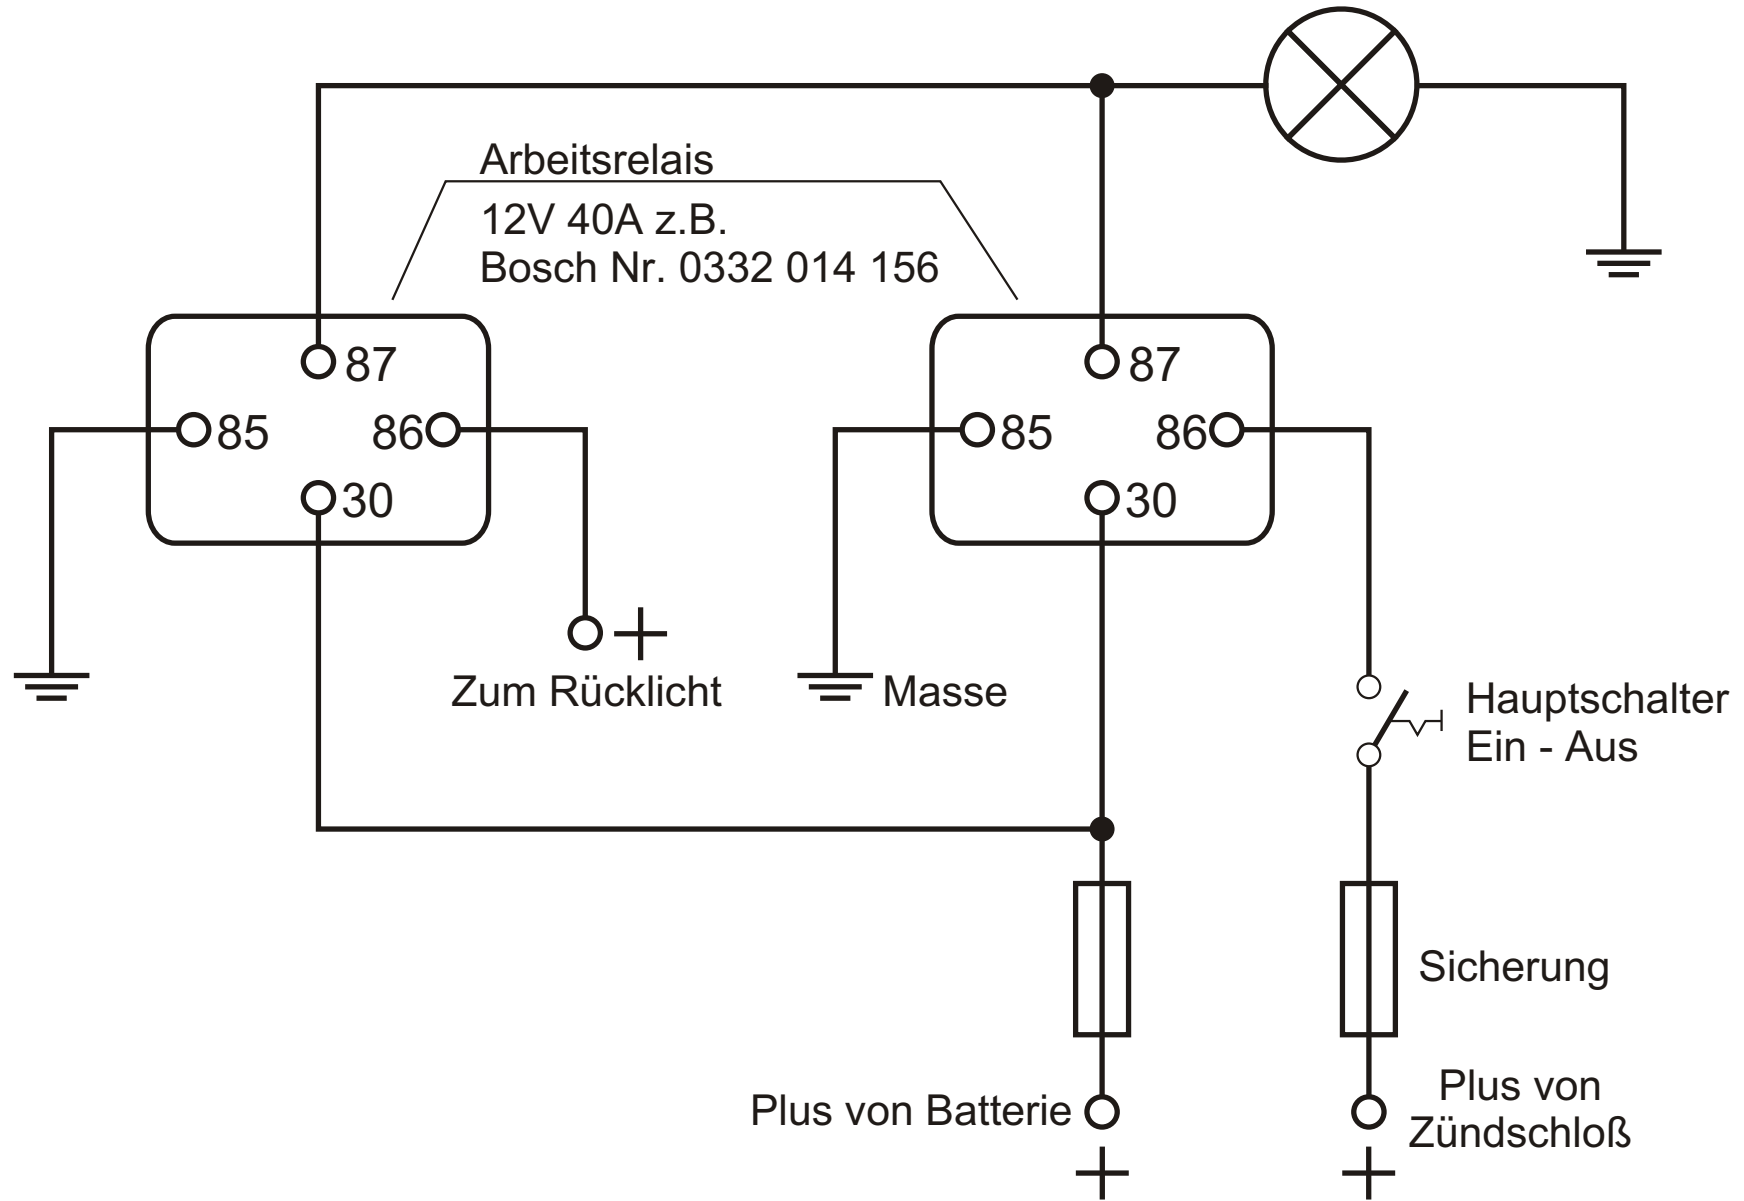 Arbeitsrelais
12V 40A z.B.
Bosch Nr. 0332 014 156
87
85
86
30
87
85
86
30
Zum Rücklicht
Masse
Hauptschalter
Ein - Aus
Sicherung
Plus von Batterie
Plus von
Zündschloß